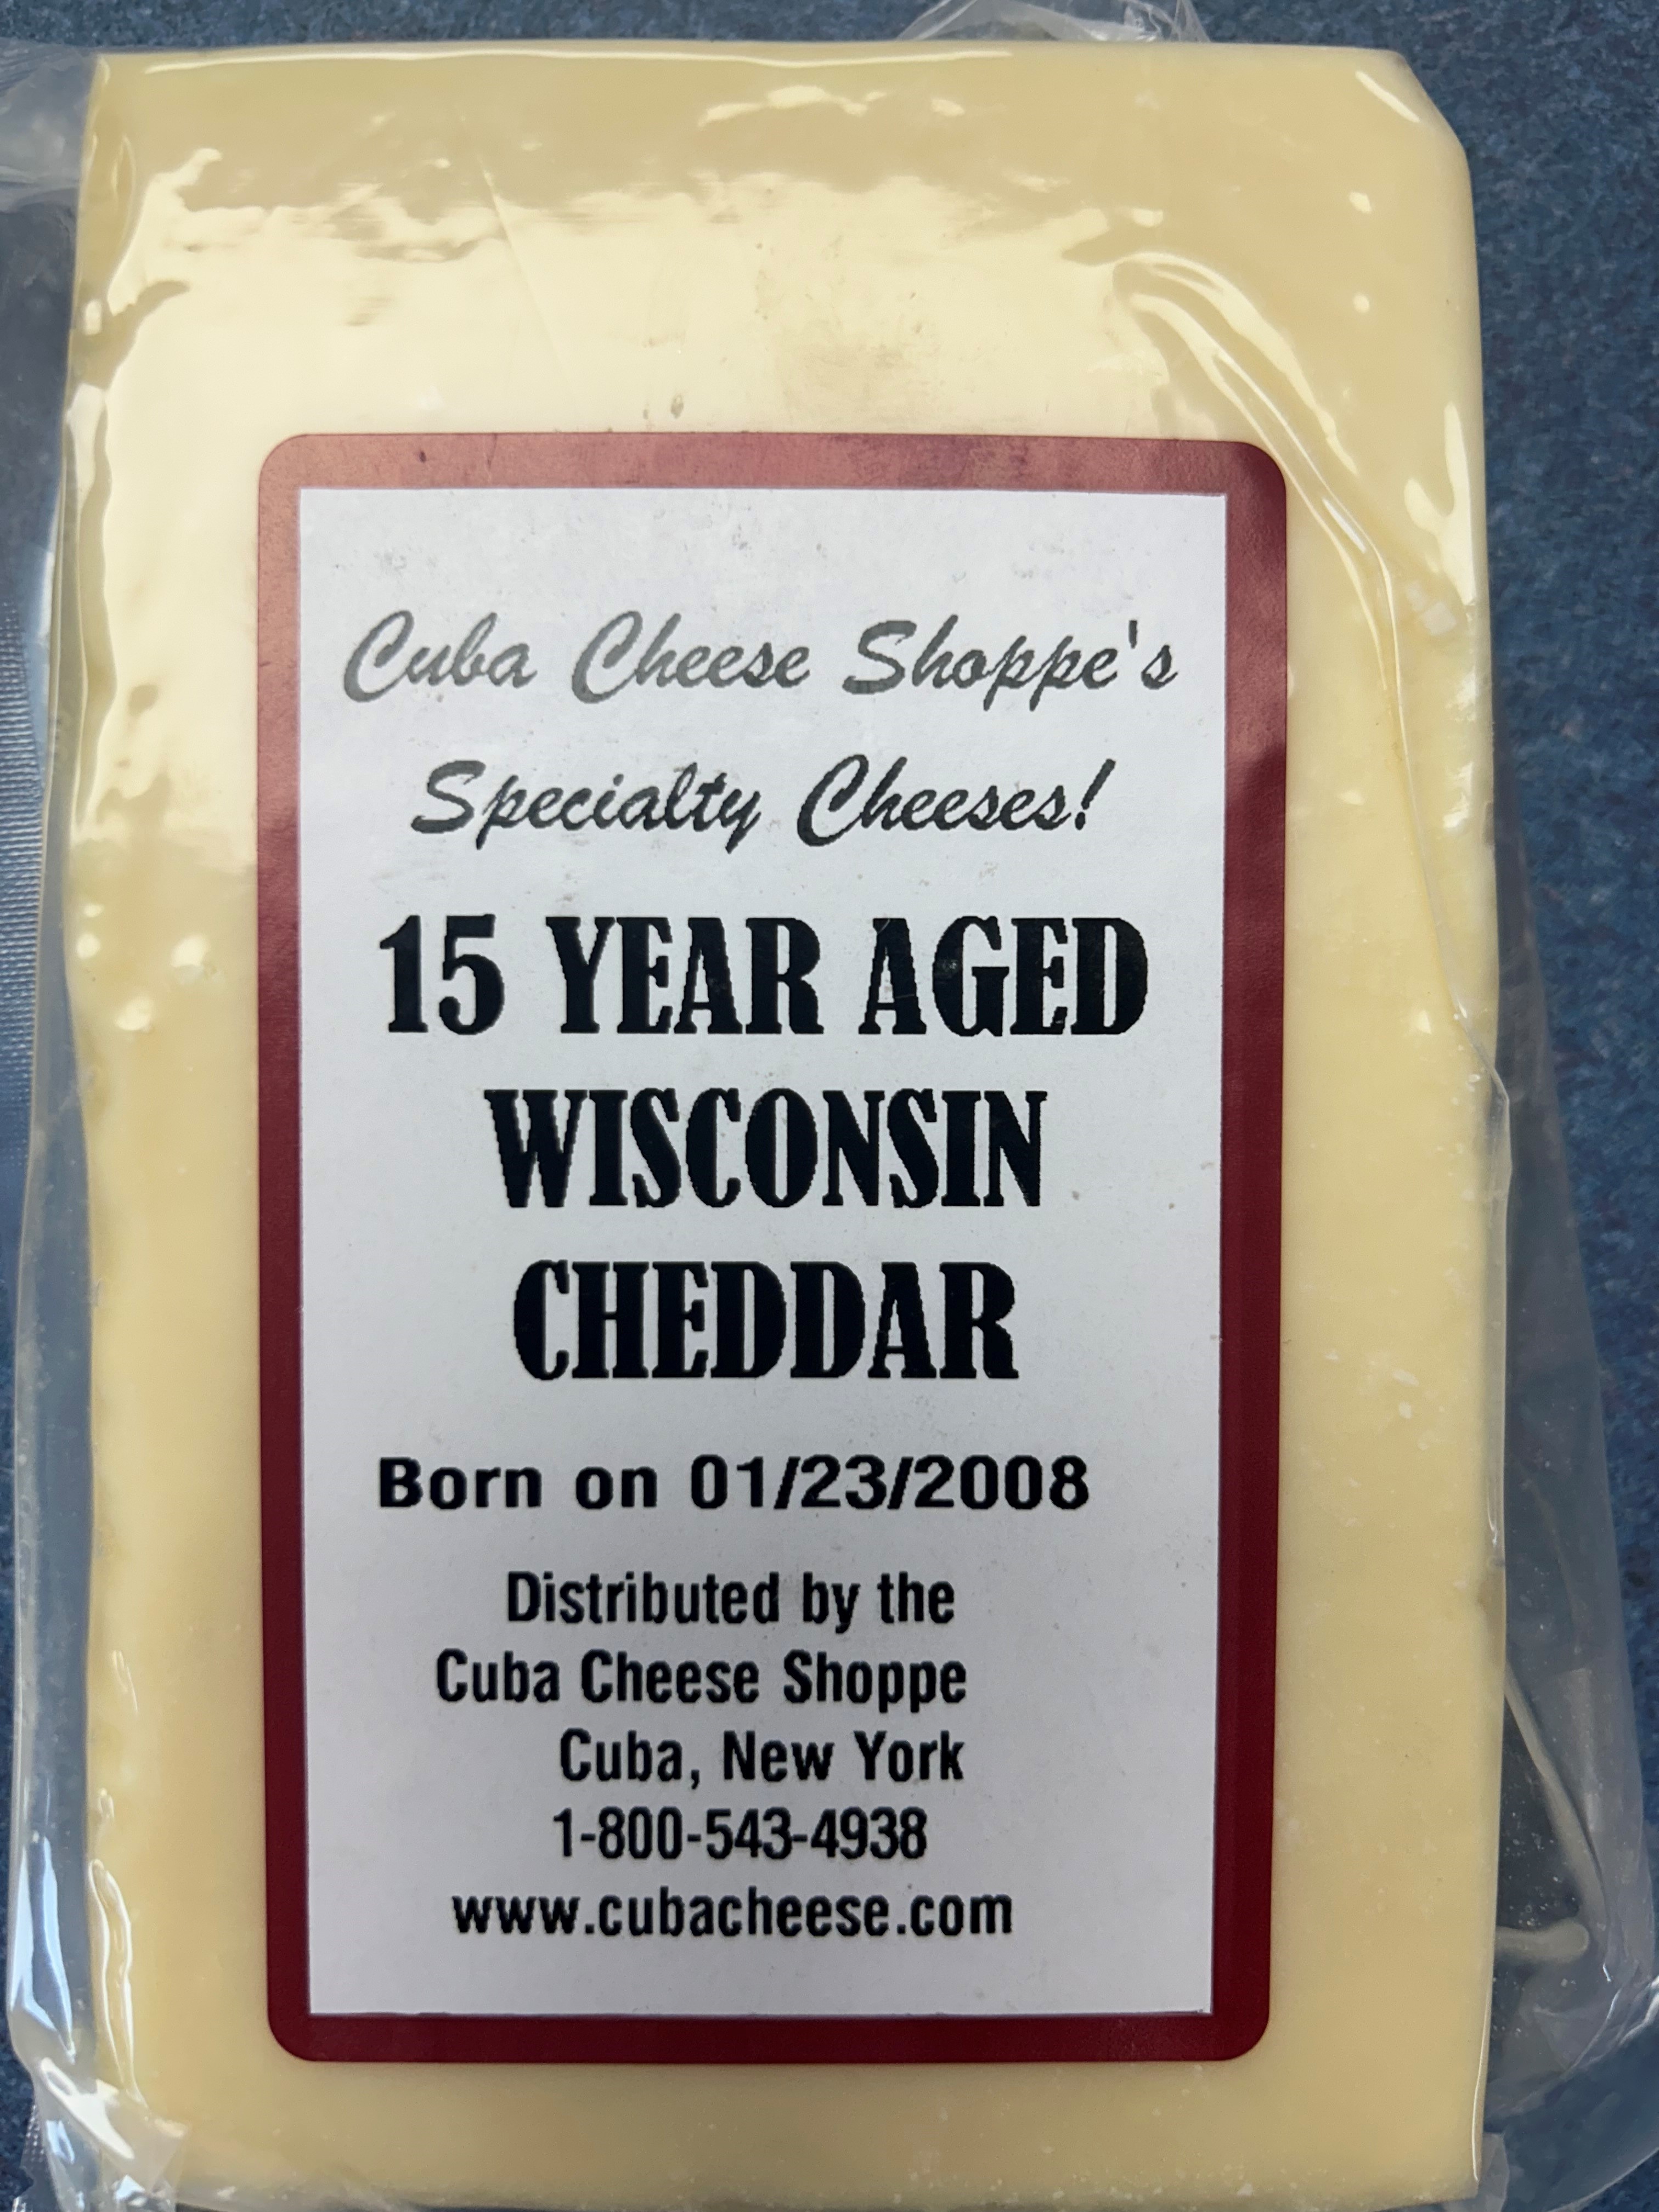 Cuba Cheese Shoppe's
Specialty Cheeses!
15 YEAR AGED
WISCONSIN
CHEDDAR
Born on 01/23/2008
Distributed by the
Cuba Cheese Shoppe
Cuba, New York
1-800-543-4938
www.cubacheese.com